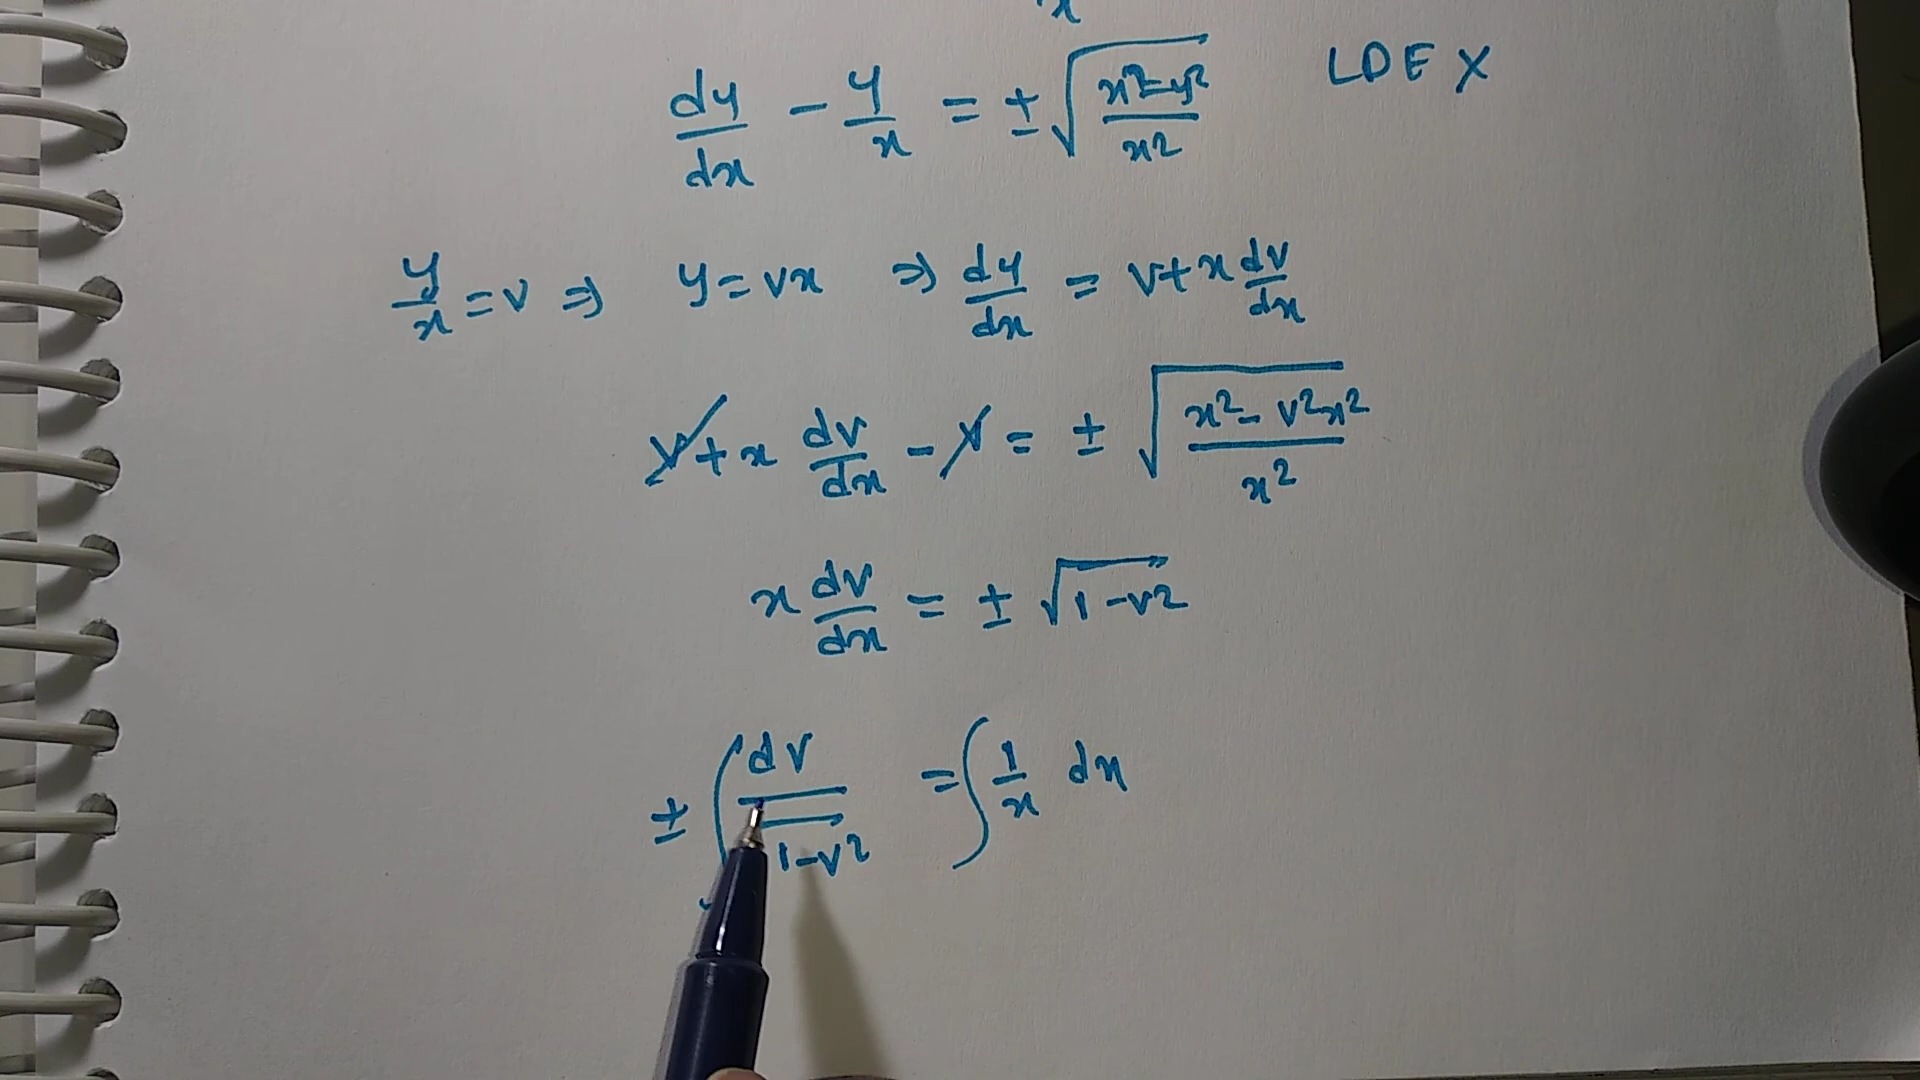 x
dy/dx - y/x = ± √((x²-y²)/x²) LDE X
y/x = v ⇒ y = vx ⇒ dy/dx = v + x dv/dx
v + x dv/dx - v = ± √((x² - v²x²)/x²)
x dv/dx = ± √(1-v²)
± ∫ dv/√(1-v²) = ∫ 1/x dx